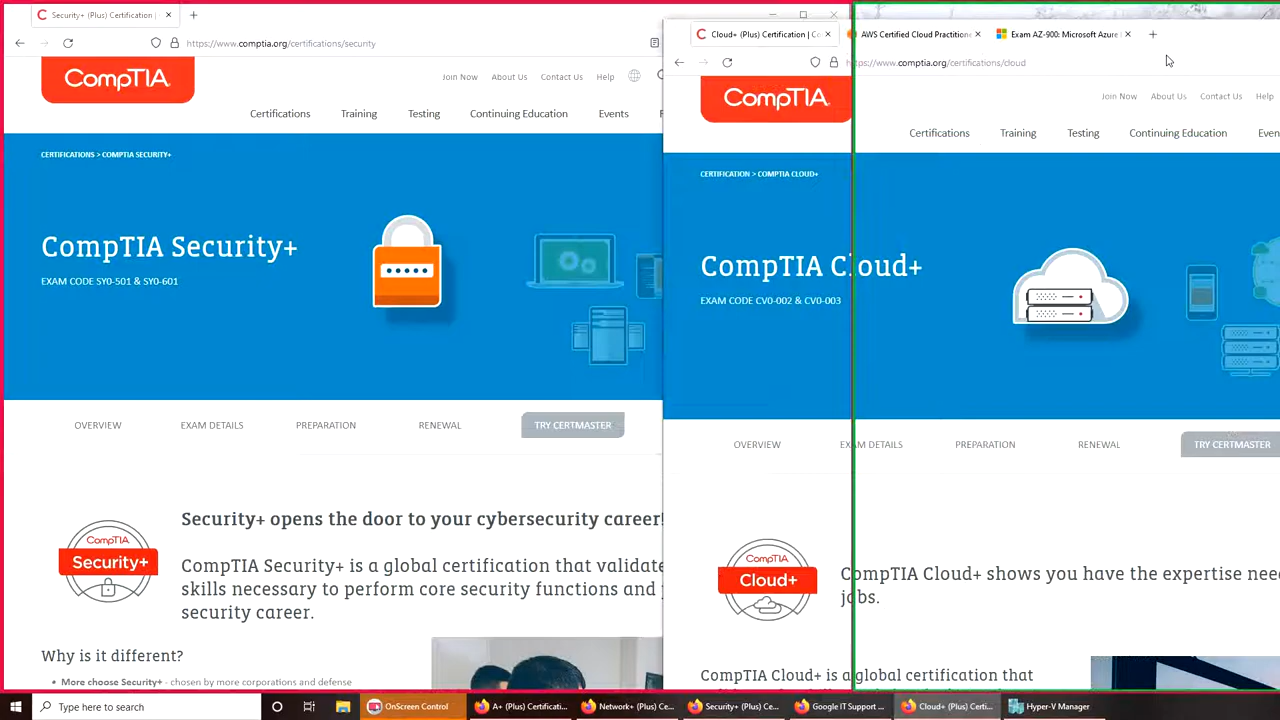 Security+ (Plus) Certification |
https://www.comptia.org/certifications/security
CompTIA
Join Now About Us Contact Us Help
Certifications Training Testing Continuing Education Events
CERTIFICATIONS > COMPTIA SECURITY+
CompTIA Security+
EXAM CODE SY0-501 & SY0-601
OVERVIEW EXAM DETAILS PREPARATION RENEWAL TRY CERTMASTER
CompTIA
Security+
Security+ opens the door to your cybersecurity career!
CompTIA Security+ is a global certification that validate
skills necessary to perform core security functions and
security career.
Why is it different?
• More choose Security+ - chosen by more corporations and defense
Cloud+ (Plus) Certification | Co
AWS Certified Cloud Practitione
Exam AZ-900: Microsoft Azure
https://www.comptia.org/certifications/cloud
CompTIA
Join Now About Us Contact Us Help
Certifications Training Testing Continuing Education Even
CERTIFICATION > COMPTIA CLOUD+
CompTIA Cloud+
EXAM CODE CV0-002 & CV0-003
OVERVIEW EXAM DETAILS PREPARATION RENEWAL TRY CERTMASTER
CompTIA
Cloud+
CompTIA Cloud+ shows you have the expertise nee
jobs.
CompTIA Cloud+ is a global certification that
Type here to search
OnScreen Control
A+ (Plus) Certificati...
Network+ (Plus) Ce...
Security+ (Plus) Ce...
Google IT Support ...
Cloud+ (Plus) Certi...
Hyper-V Manager